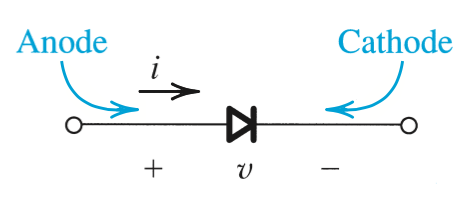 Anode Cathode
i
+ v −